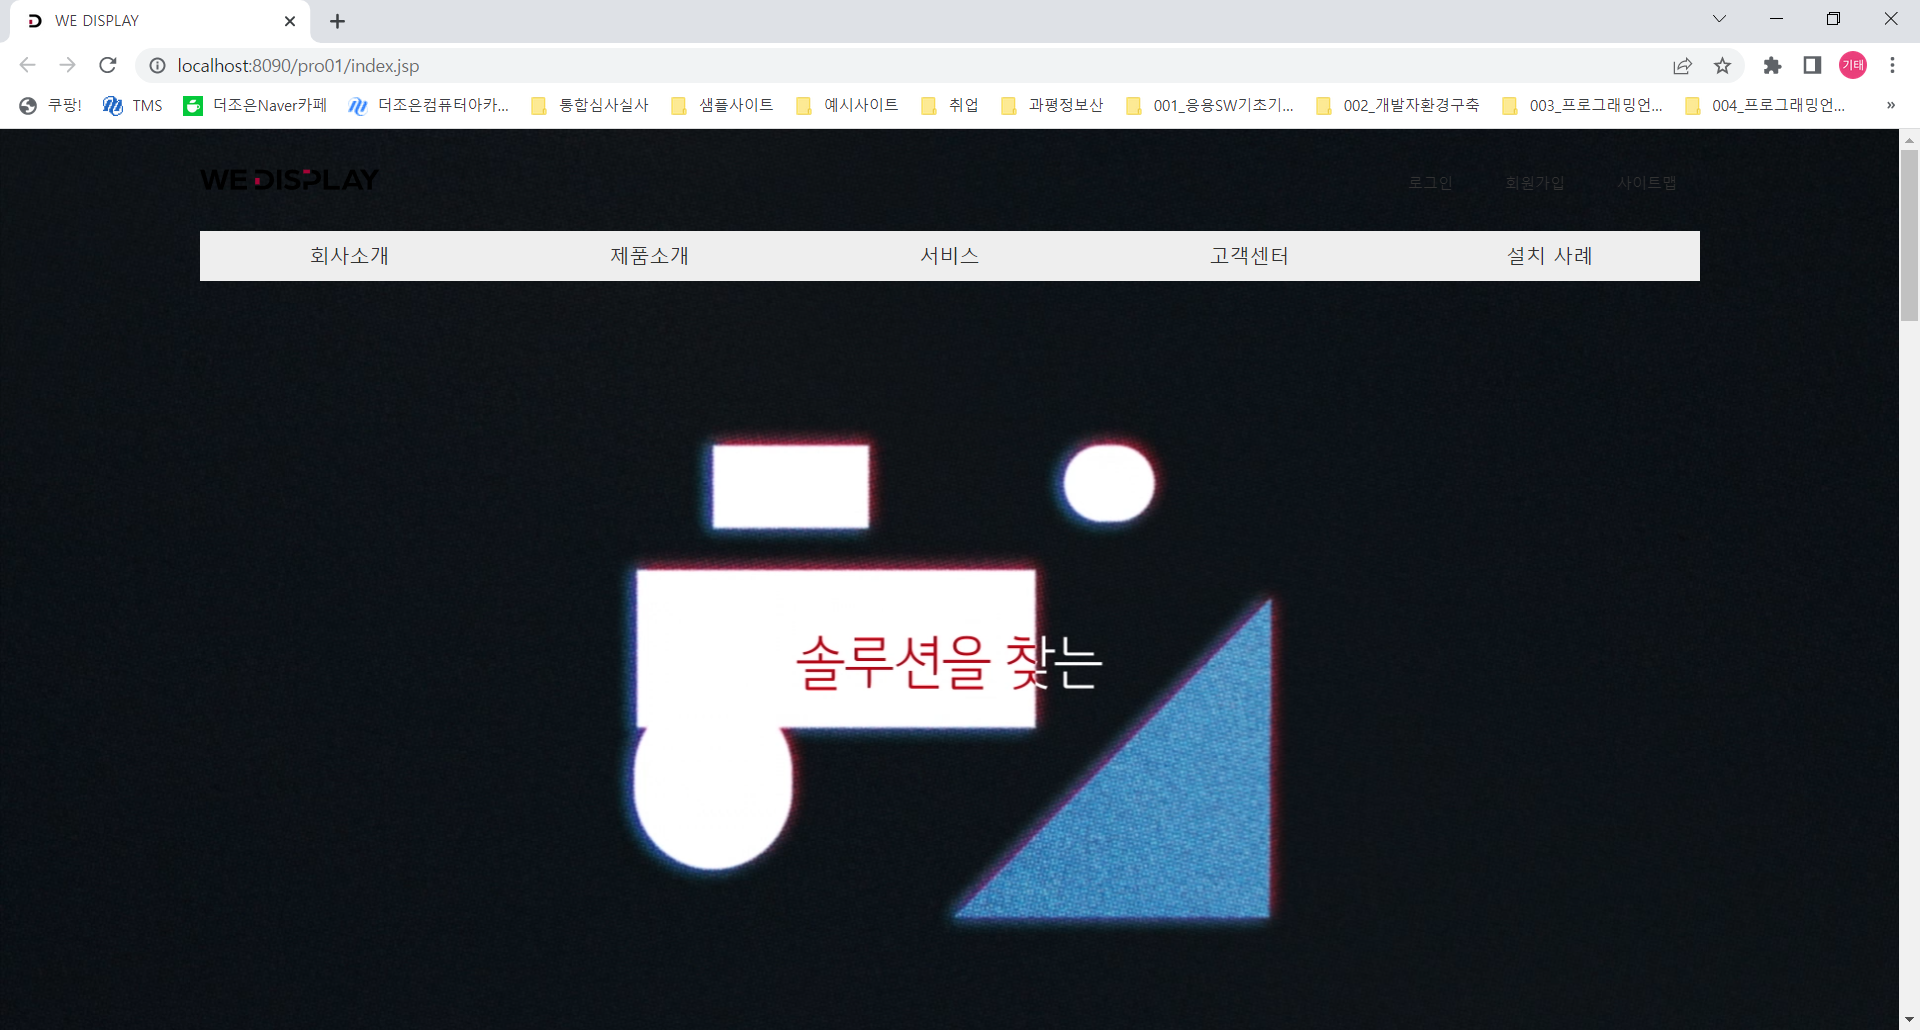 WE DISPLAY
localhost:8090/pro01/index.jsp
기태
쿠팡! TMS 더조은Naver카페 더조은컴퓨터아카... 통합심사실사 샘플사이트 예시사이트 취업 과평정보산 001_응용SW기초기... 002_개발자환경구축 003_프로그래밍언... 004_프로그래밍언... »
WE DISPLAY
로그인 회원가입 사이트맵
회사소개 제품소개 서비스 고객센터 설치 사례
솔루션을 찾는